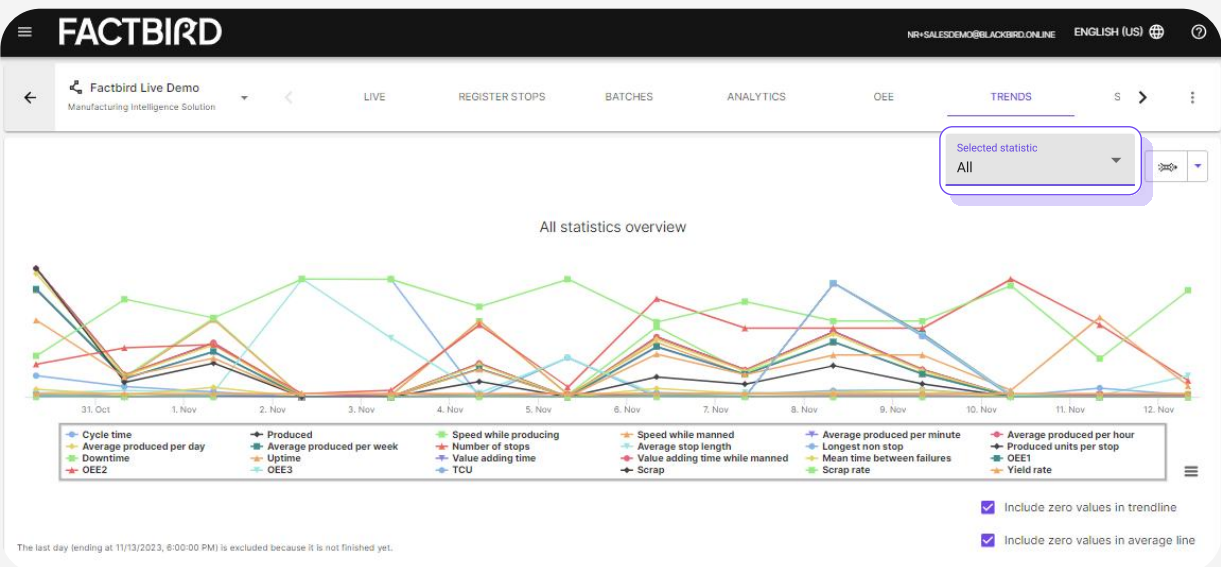 FACTBIRD
NR+SALESDEMO@BLACKBIRD.ONLINE
ENGLISH (US)
Factbird Live Demo
Manufacturing Intelligence Solution
LIVE
REGISTER STOPS
BATCHES
ANALYTICS
OEE
TRENDS
S
Selected statistic
All
All statistics overview
31. Oct 1. Nov 2. Nov 3. Nov 4. Nov 5. Nov 6. Nov 7. Nov 8. Nov 9. Nov 10. Nov 11. Nov 12. Nov
Cycle time Produced Speed while producing Speed while manned Average produced per minute Average produced per hour
Average produced per day Average produced per week Number of stops Average stop length Longest non stop Produced units per stop
Downtime Uptime Value adding time Value adding time while manned Mean time between failures OEE1
OEE2 OEE3 TCU Scrap Scrap rate Yield rate
Include zero values in trendline
Include zero values in average line
The last day (ending at 11/13/2023, 6:00:00 PM) is excluded because it is not finished yet.